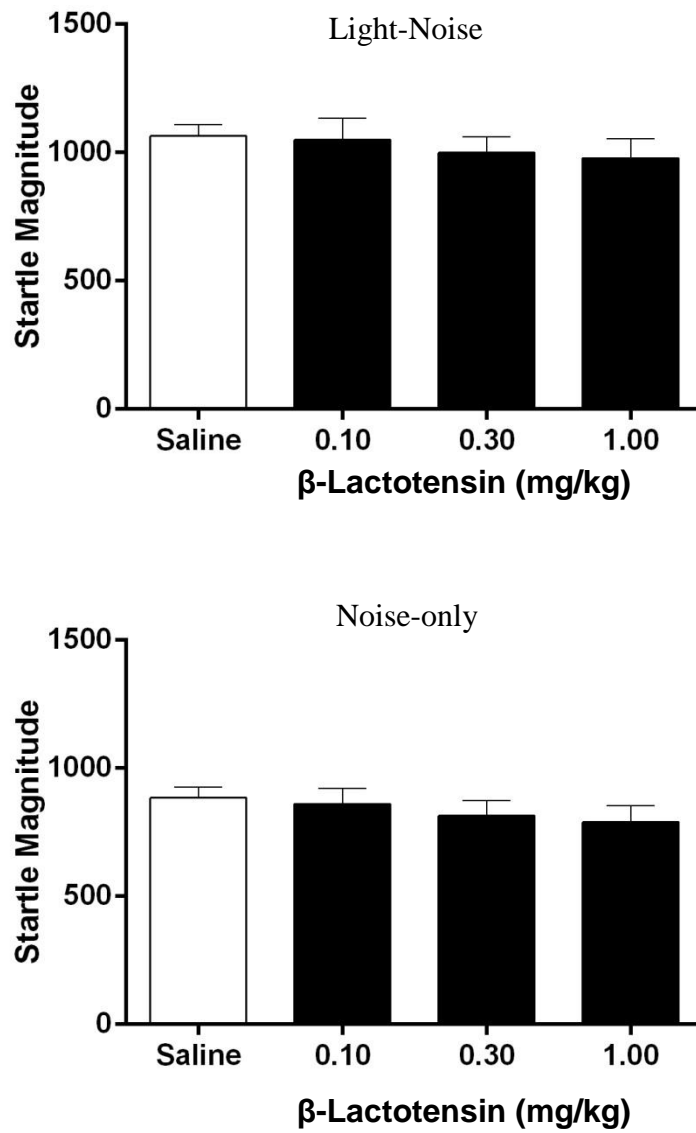 Light-Noise
1500
1000
500
0
Startle Magnitude
Saline 0.10 0.30 1.00
β-Lactotensin (mg/kg)
Noise-only
1500
1000
500
0
Startle Magnitude
Saline 0.10 0.30 1.00
β-Lactotensin (mg/kg)